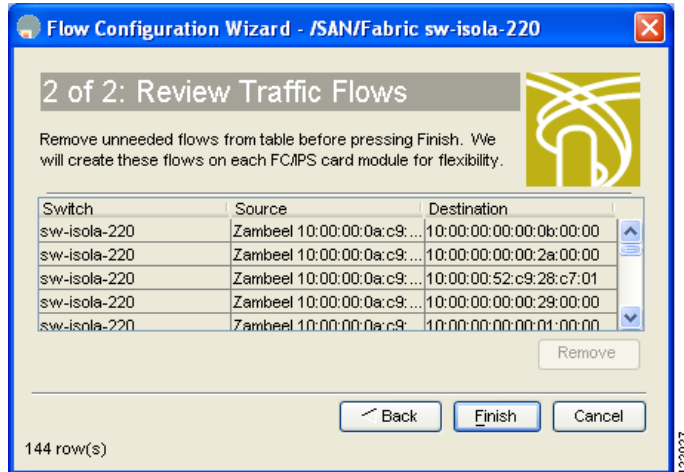 Flow Configuration Wizard - /SAN/Fabric sw-isola-220
2 of 2: Review Traffic Flows
Remove unneeded flows from table before pressing Finish. We
will create these flows on each FC/IPS card module for flexibility.
Switch Source Destination
sw-isola-220 Zambeel 10:00:00:0a:c9:... 10:00:00:00:00:0b:00:00
sw-isola-220 Zambeel 10:00:00:0a:c9:... 10:00:00:00:00:2a:00:00
sw-isola-220 Zambeel 10:00:00:0a:c9:... 10:00:00:52:c9:28:c7:01
sw-isola-220 Zambeel 10:00:00:0a:c9:... 10:00:00:00:00:29:00:00
sw-isola-220 Zambeel 10:00:00:0a:c9: 10:00:00:00:00:01:00:00
Remove
Back Finish Cancel
144 row(s)